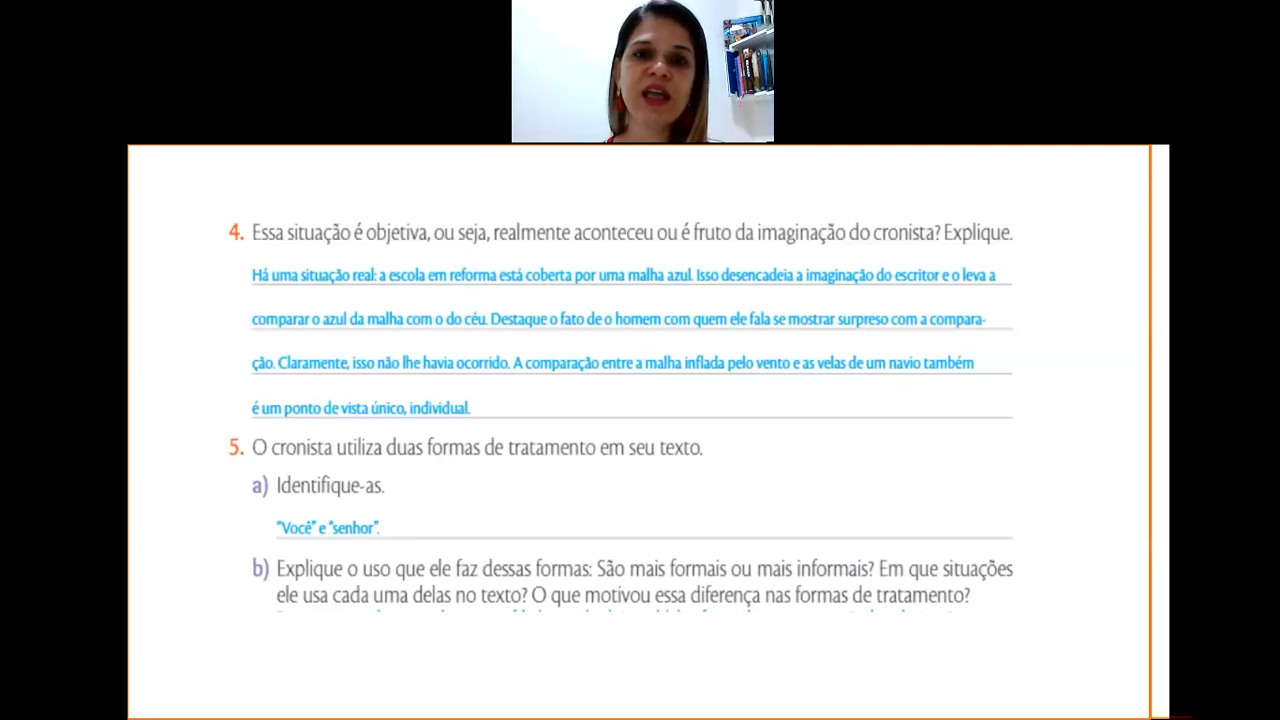 4. Essa situação é objetiva, ou seja, realmente aconteceu ou é fruto da imaginação do cronista? Explique.
Há uma situação real: a escola em reforma está coberta por uma malha azul. Isso desencadeia a imaginação do escritor e o leva a
comparar o azul da malha com o do céu. Destaque o fato de o homem com quem ele fala se mostrar surpreso com a compara-
ção. Claramente, isso não lhe havia ocorrido. A comparação entre a malha inflada pelo vento e as velas de um navio também
é um ponto de vista único, individual.
5. O cronista utiliza duas formas de tratamento em seu texto.
a) Identifique-as.
"Você" e "senhor".
b) Explique o uso que ele faz dessas formas: São mais formais ou mais informais? Em que situações
ele usa cada uma delas no texto? O que motivou essa diferença nas formas de tratamento?